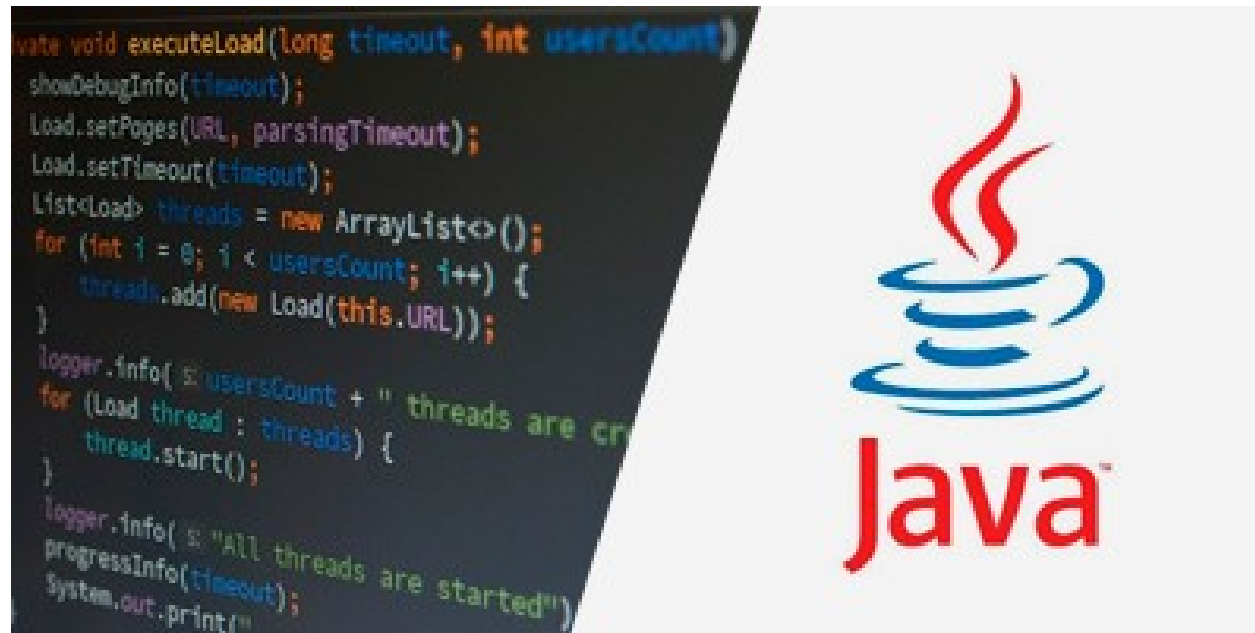 vate void executeLoad(long timeout, int usersCount)
showDebugInfo(timeout);
Load.setPages(URL, parsingTimeout);
Load.setTimeout(timeout);
List<Load> threads = new ArrayList<>();
for (int i = 0; i < usersCount; i++) {
threads.add(new Load(this.URL));
}
logger.info( s: usersCount + " threads are cr
for (Load thread : threads) {
thread.start();
}
logger.info( s: "All threads are started")
progressInfo(timeout);
System.out.print("
}
Java™